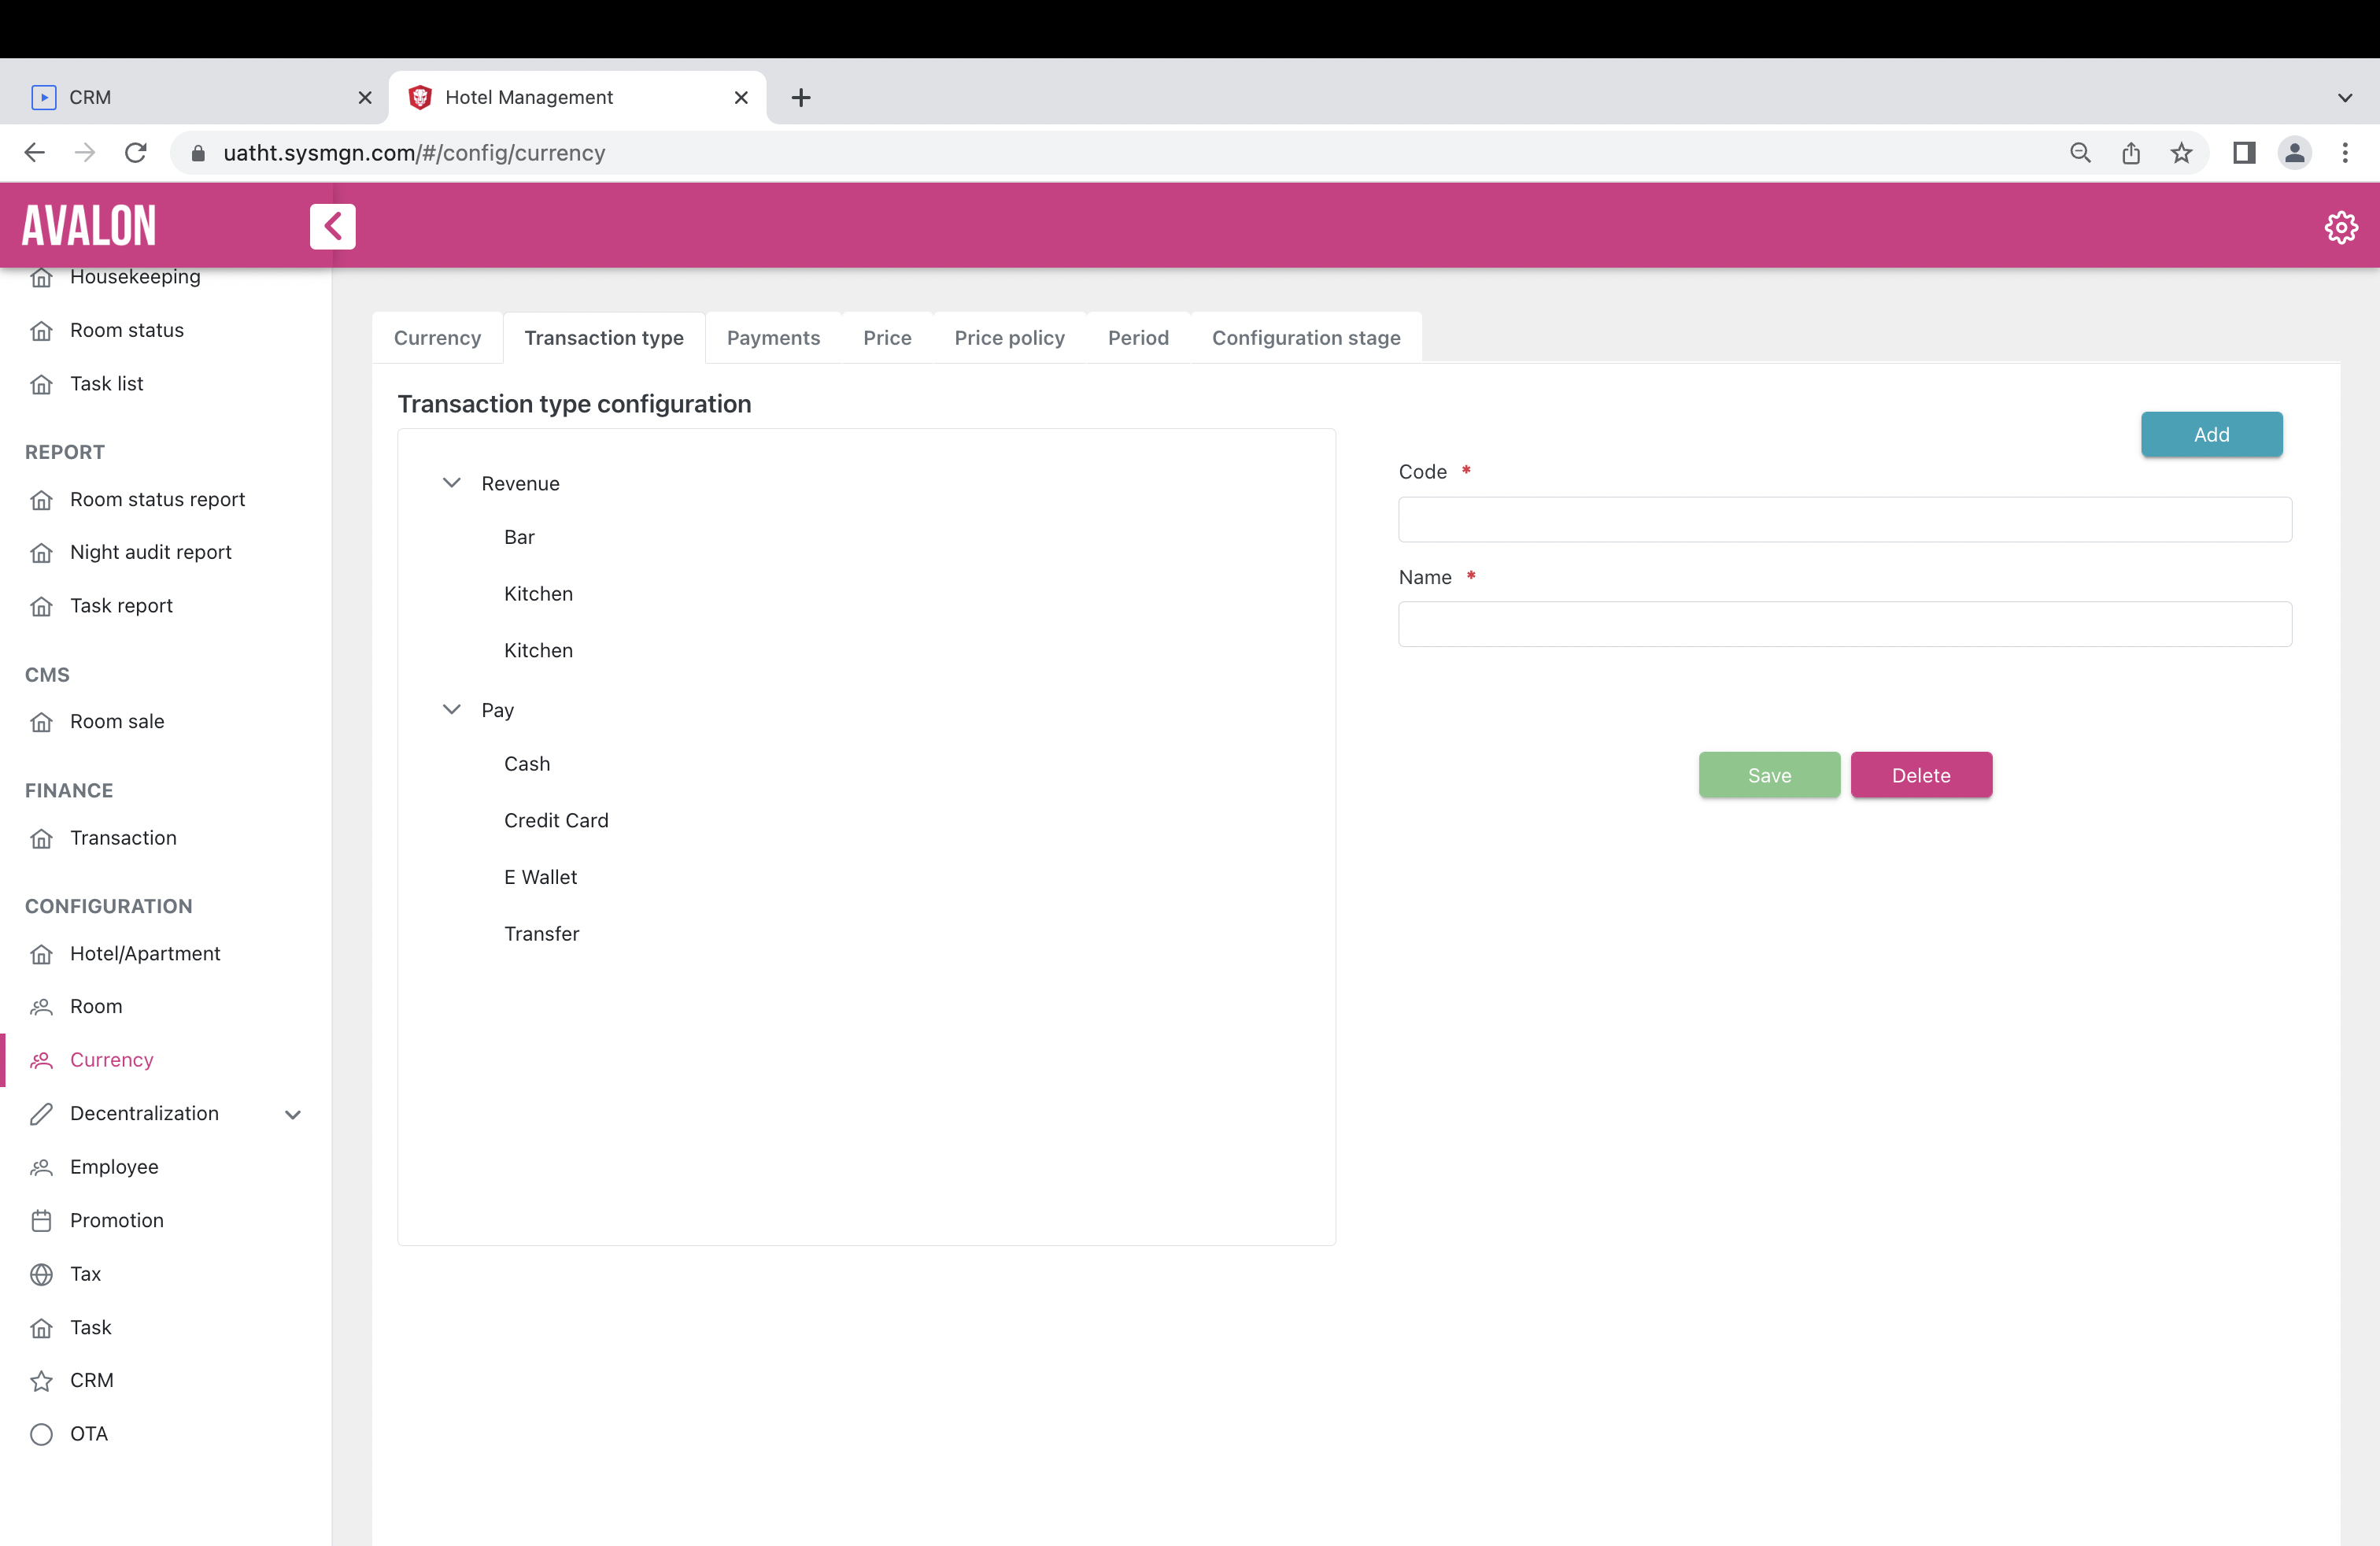 CRM
Hotel Management
uatht.sysmgn.com/#/config/currency
AVALON
Housekeeping
Room status
Task list
REPORT
Room status report
Night audit report
Task report
CMS
Room sale
FINANCE
Transaction
CONFIGURATION
Hotel/Apartment
Room
Currency
Decentralization
Employee
Promotion
Tax
Task
CRM
OTA
Currency Transaction type Payments Price Price policy Period Configuration stage
Transaction type configuration
Revenue
Bar
Kitchen
Kitchen
Pay
Cash
Credit Card
E Wallet
Transfer
Add
Code *
Name *
Save Delete